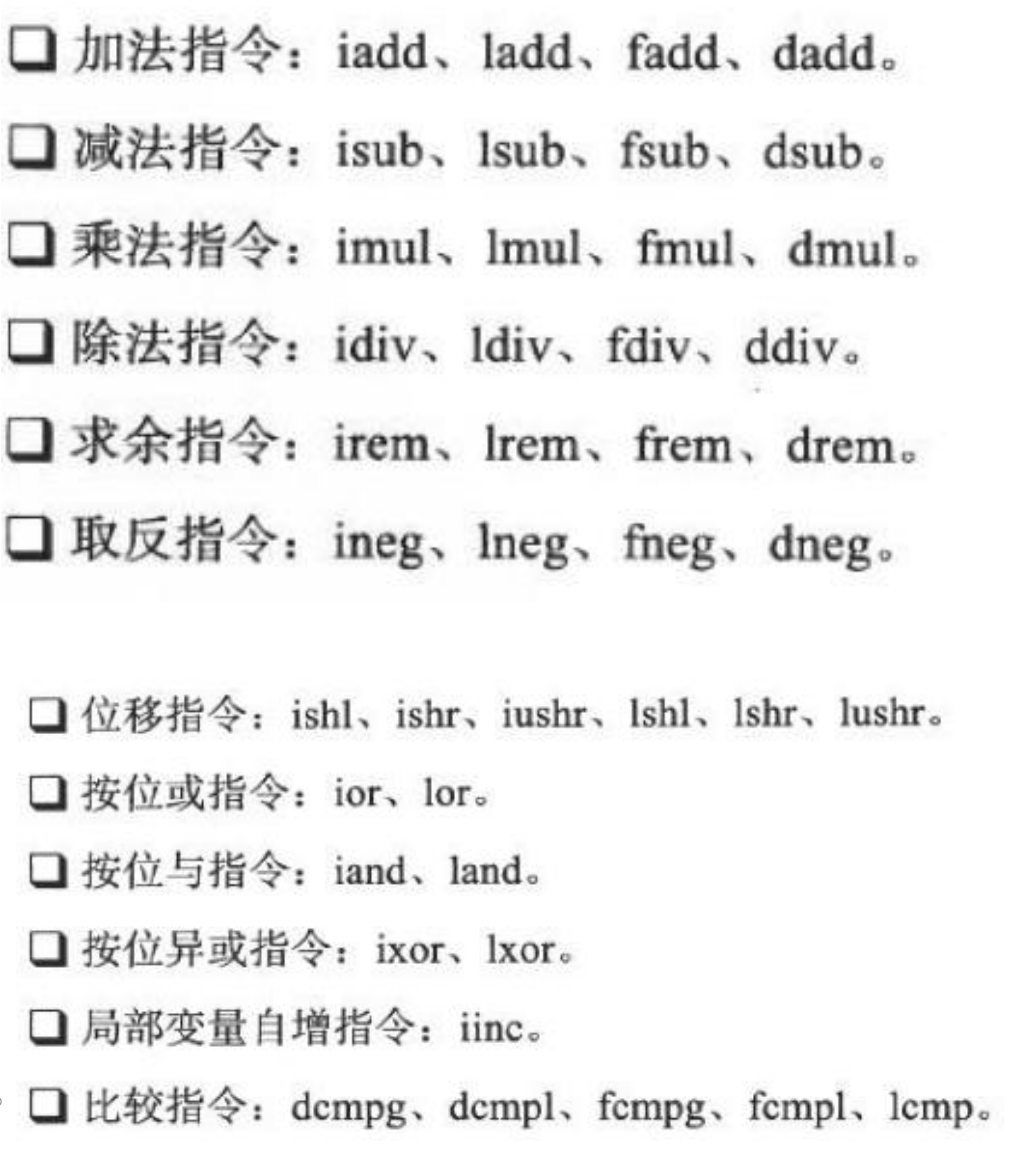 ❑ 加法指令：iadd、ladd、fadd、dadd。
❑ 减法指令：isub、lsub、fsub、dsub。
❑ 乘法指令：imul、lmul、fmul、dmul。
❑ 除法指令：idiv、ldiv、fdiv、ddiv。
❑ 求余指令：irem、lrem、frem、drem。
❑ 取反指令：ineg、lneg、fneg、dneg。
❑ 位移指令：ishl、ishr、iushr、lshl、lshr、lushr。
❑ 按位或指令：ior、lor。
❑ 按位与指令：iand、land。
❑ 按位异或指令：ixor、lxor。
❑ 局部变量自增指令：iinc。
❑ 比较指令：dcmpg、dcmpl、fcmpg、fcmpl、lcmp。